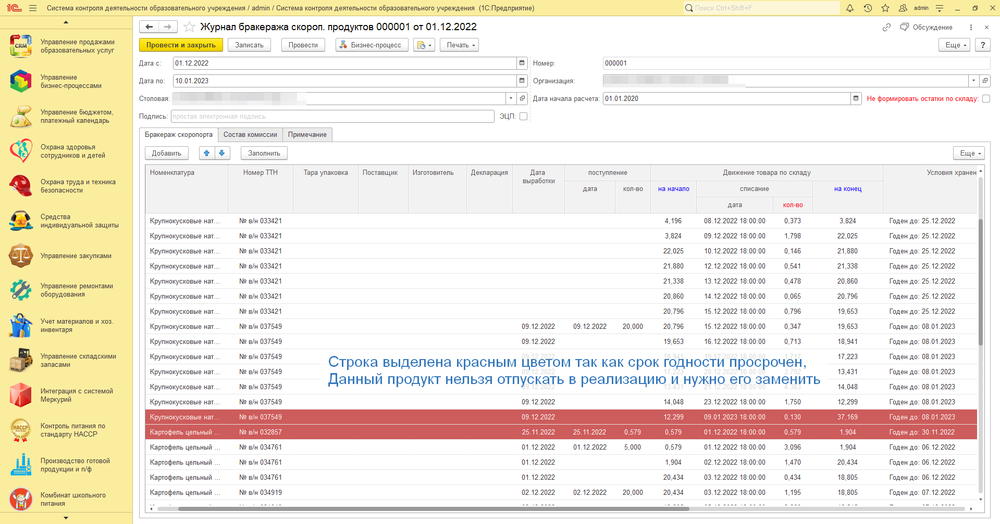 Система контроля деятельности образовательного учреждения / admin / Система контроля деятельности образовательного учреждения (1С:Предприятие)
Поиск Ctrl+Shift+F
admin
Управление продажами образовательных услуг
Управление бизнес-процессами
Управление бюджетом, платежный календарь
Охрана здоровья сотрудников и детей
Охрана труда и техника безопасности
Средства индивидуальной защиты
Управление закупками
Управление ремонтами оборудования
Учет материалов и хоз. инвентаря
Управление складскими запасами
Интеграция с системой Меркурий
Контроль питания по стандарту HACCP
Производство готовой продукции и п/ф
Комбинат школьного питания
CRM
HACCP
Журнал бракеража скороп. продуктов 000001 от 01.12.2022
Обсуждение
Провести и закрыть Записать Провести Бизнес-процесс Печать Еще ?
Дата с: 01.12.2022 Номер: 000001
Дата по: 10.01.2023 Организация:
Столовая: Дата начала расчета: 01.01.2020 Не формировать остатки по складу:
Подпись: простая электронная подпись ЭЦП:
Бракераж скоропорта Состав комиссии Примечание
Добавить Заполнить Еще
Номенклатура Номер ТТН Тара упаковка Поставщик Изготовитель Декларация Дата выработки поступление Движение товара по складу Условия хранен
дата кол-во на начало списание на конец
дата кол-во
Крупнокусковые нат... № в/н 033421 4,196 08.12.2022 18:00:00 0,373 3,824 Годен до: 25.12.2022
Крупнокусковые нат... № в/н 033421 3,824 09.12.2022 18:00:00 1,798 22,025 Годен до: 25.12.2022
Крупнокусковые нат... № в/н 033421 22,025 10.12.2022 18:00:00 0,146 21,880 Годен до: 25.12.2022
Крупнокусковые нат... № в/н 033421 21,880 12.12.2022 18:00:00 0,541 21,338 Годен до: 25.12.2022
Крупнокусковые нат... № в/н 033421 21,338 13.12.2022 18:00:00 0,478 20,860 Годен до: 25.12.2022
Крупнокусковые нат... № в/н 033421 20,860 14.12.2022 18:00:00 0,065 20,796 Годен до: 25.12.2022
Крупнокусковые нат... № в/н 033421 20,796 15.12.2022 18:00:00 0,796 19,653 Годен до: 25.12.2022
Крупнокусковые нат... № в/н 037549 09.12.2022 09.12.2022 20,000 20,796 15.12.2022 18:00:00 0,347 19,653 Годен до: 08.01.2023
Крупнокусковые нат... № в/н 037549 09.12.2022 19,653 16.12.2022 18:00:00 0,713 18,941 Годен до: 08.01.2023
Крупнокусковые нат... № в/н 037549 09.12.2022 18,941 19.12.2022 18:00:00 1,717 17,223 Годен до: 08.01.2023
Строка выделена красным цветом так как срок годности просрочен,
Крупнокусковые нат... № в/н 037549 09.12.2022 17,223 20.12.2022 18:00:00 3,792 13,431 Годен до: 08.01.2023
Данный продукт нельзя отпускать в реализацию и нужно его заменить
Крупнокусковые нат... № в/н 037549 09.12.2022 13,431 21.12.2022 18:00:00 4,383 14,048 Годен до: 08.01.2023
Крупнокусковые нат... № в/н 037549 09.12.2022 14,048 23.12.2022 18:00:00 1,750 12,299 Годен до: 08.01.2023
Крупнокусковые нат... № в/н 037549 09.12.2022 12,299 09.01.2023 18:00:00 0,130 37,169 Годен до: 08.01.2023
Картофель цельный ... № в/н 032857 25.11.2022 25.11.2022 0,579 0,579 01.12.2022 18:00:00 0,579 1,904 Годен до: 30.11.2022
Картофель цельный ... № в/н 034761 01.12.2022 01.12.2022 5,000 0,579 01.12.2022 18:00:00 3,096 1,904 Годен до: 06.12.2022
Картофель цельный ... № в/н 034761 01.12.2022 1,904 02.12.2022 18:00:00 1,470 20,434 Годен до: 06.12.2022
Картофель цельный ... № в/н 034761 01.12.2022 20,434 03.12.2022 18:00:00 0,434 18,805 Годен до: 06.12.2022
Картофель цельный ... № в/н 034919 02.12.2022 02.12.2022 20,000 20,434 03.12.2022 18:00:00 1,195 18,805 Годен до: 07.12.2022